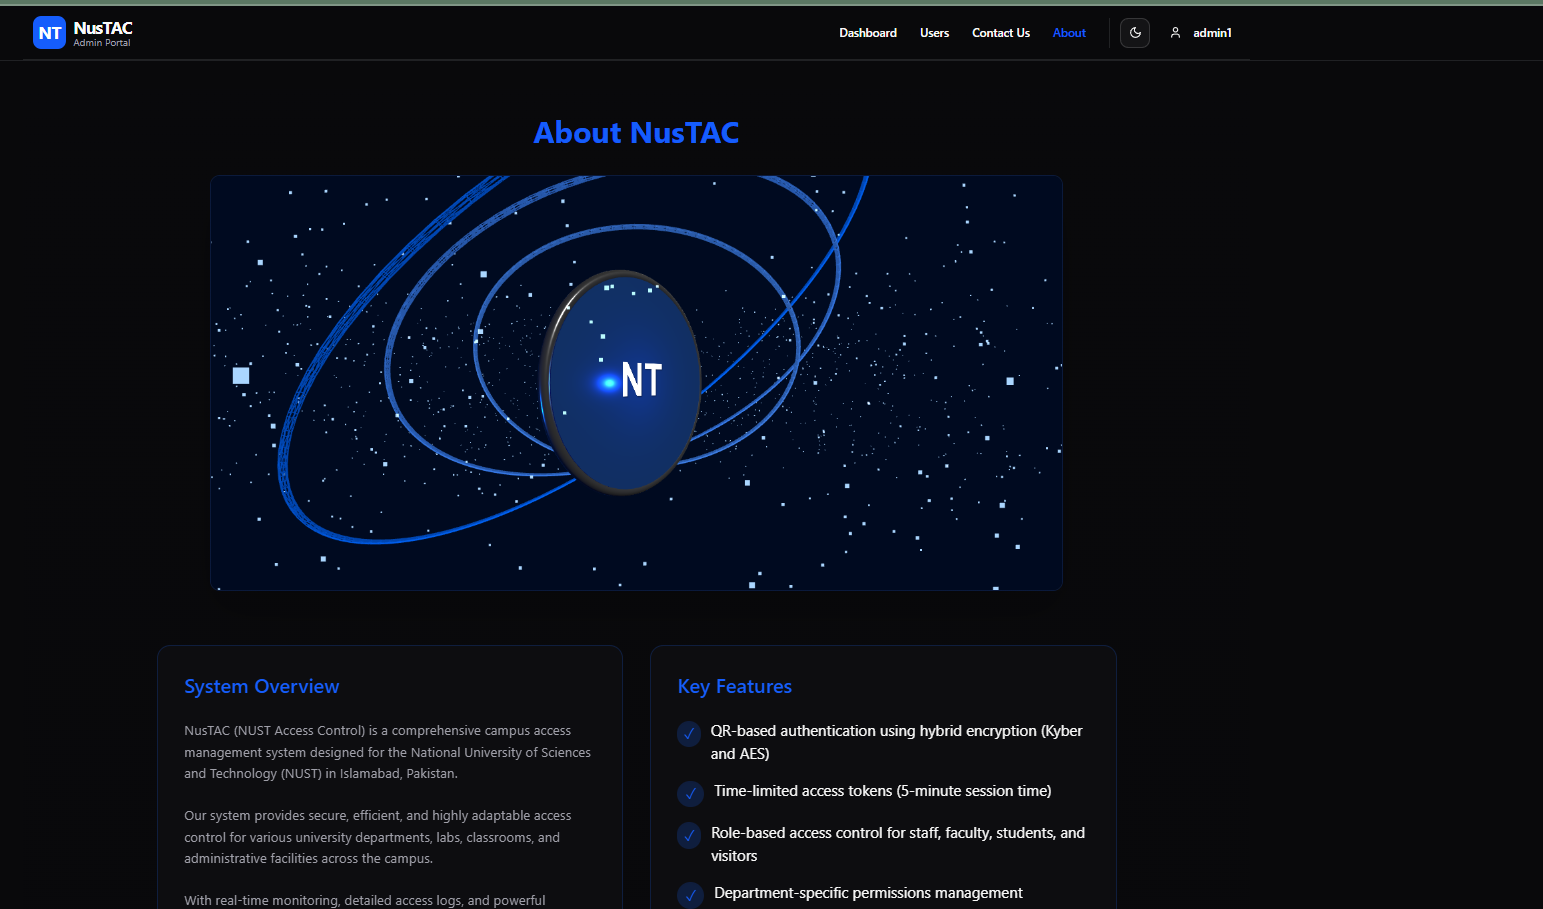 NT
NusTAC
Admin Portal
Dashboard
Users
Contact Us
About
admin1
About NusTAC
NT
System Overview
NusTAC (NUST Access Control) is a comprehensive campus access
management system designed for the National University of Sciences
and Technology (NUST) in Islamabad, Pakistan.
Our system provides secure, efficient, and highly adaptable access
control for various university departments, labs, classrooms, and
administrative facilities across the campus.
With real-time monitoring, detailed access logs, and powerful
Key Features
✓ QR-based authentication using hybrid encryption (Kyber
and AES)
✓ Time-limited access tokens (5-minute session time)
✓ Role-based access control for staff, faculty, students, and
visitors
✓ Department-specific permissions management